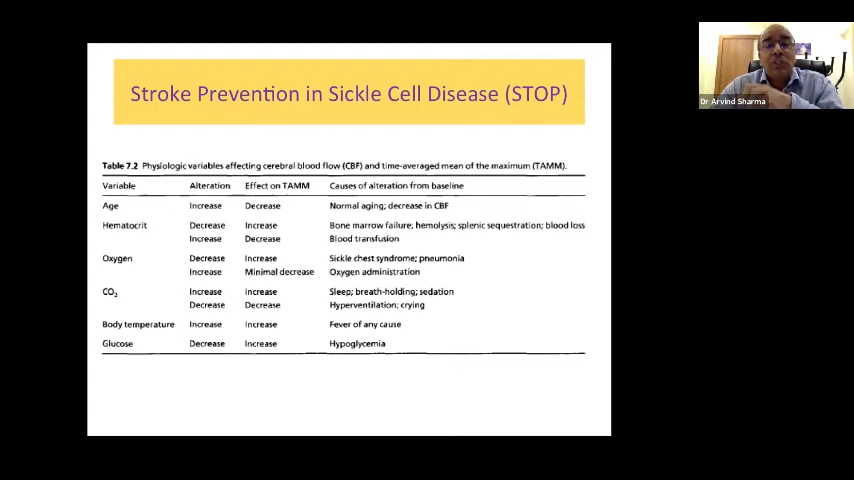 Stroke Prevention in Sickle Cell Disease (STOP)
Dr Arvind Sharma
Table 7.2 Physiologic variables affecting cerebral blood flow (CBF) and time-averaged mean of the maximum (TAMM).
Variable Alteration Effect on TAMM Causes of alteration from baseline
Age Increase Decrease Normal aging; decrease in CBF
Hematocrit Decrease Increase Bone marrow failure; hemolysis; splenic sequestration; blood loss
Increase Decrease Blood transfusion
Oxygen Decrease Increase Sickle chest syndrome; pneumonia
Increase Minimal decrease Oxygen administration
CO₂ Increase Increase Sleep; breath-holding; sedation
Decrease Decrease Hyperventilation; crying
Body temperature Increase Increase Fever of any cause
Glucose Decrease Increase Hypoglycemia